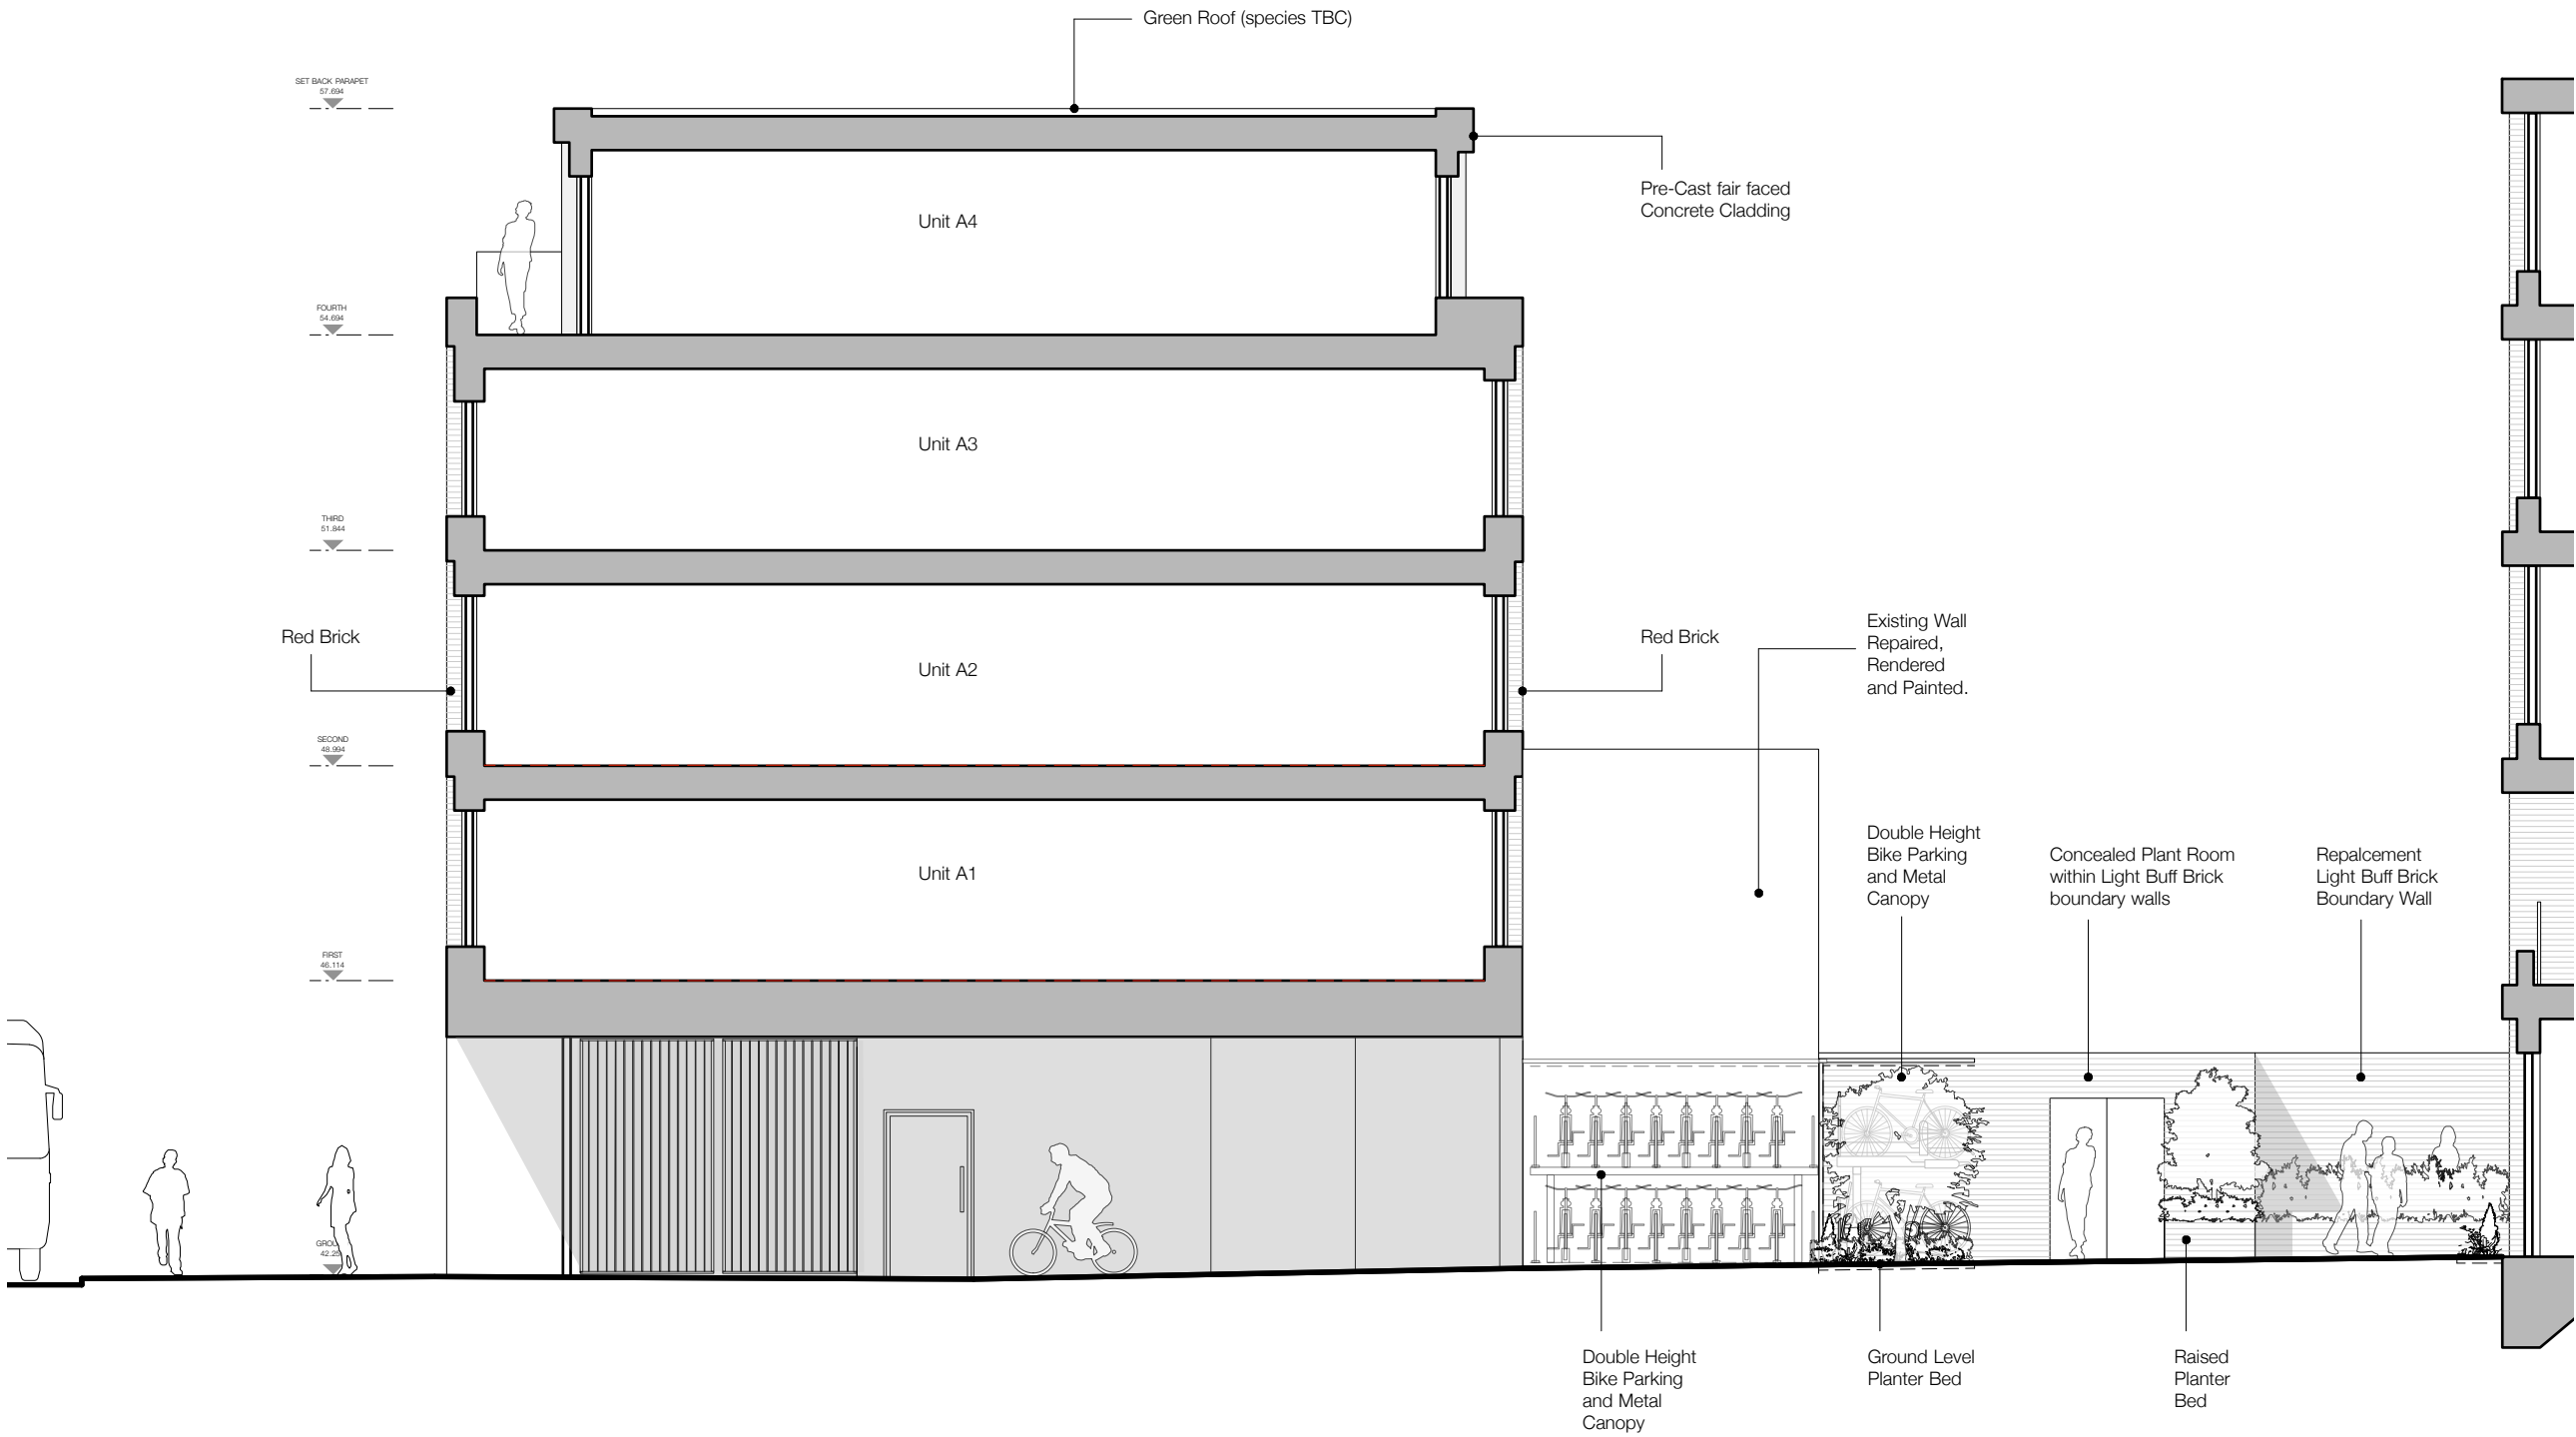 Green Roof (species TBC)
SET BACK PARAPET
57.694
Pre-Cast fair faced
Concrete Cladding
Unit A4
FOURTH
54.694
Unit A3
THIRD
51.844
Existing Wall
Repaired,
Rendered
and Painted.
Red Brick
Red Brick
Unit A2
SECOND
48.994
Double Height
Bike Parking
and Metal
Canopy
Concealed Plant Room
within Light Buff Brick
boundary walls
Repalcement
Light Buff Brick
Boundary Wall
Unit A1
FIRST
46.114
Double Height
Bike Parking
and Metal
Canopy
Ground Level
Planter Bed
Raised
Planter
Bed